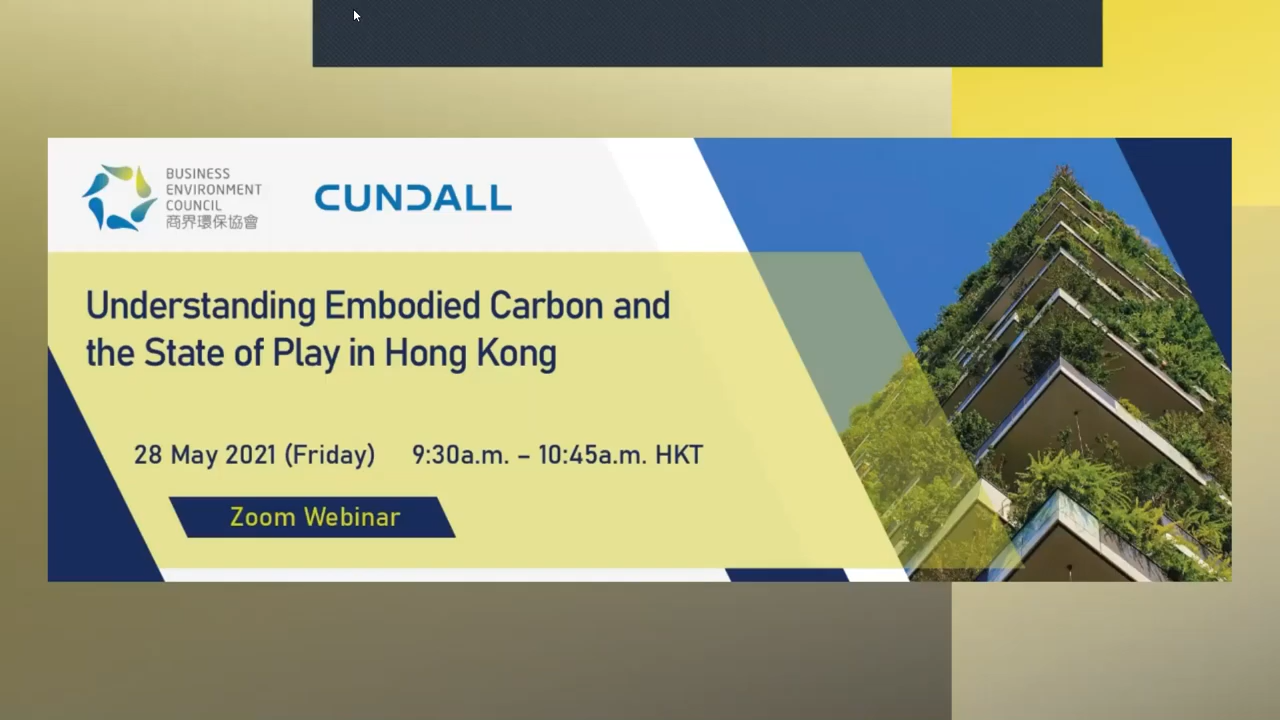 BUSINESS
ENVIRONMENT
COUNCIL
商界環保協會
CUNDALL
Understanding Embodied Carbon and
the State of Play in Hong Kong
28 May 2021 (Friday) 9:30a.m. – 10:45a.m. HKT
Zoom Webinar